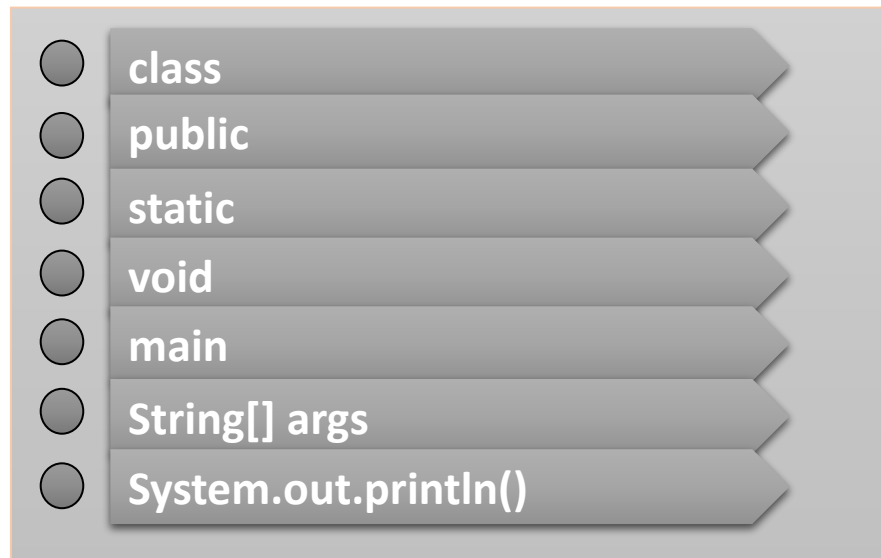 class
public
static
void
main
String[] args
System.out.println()